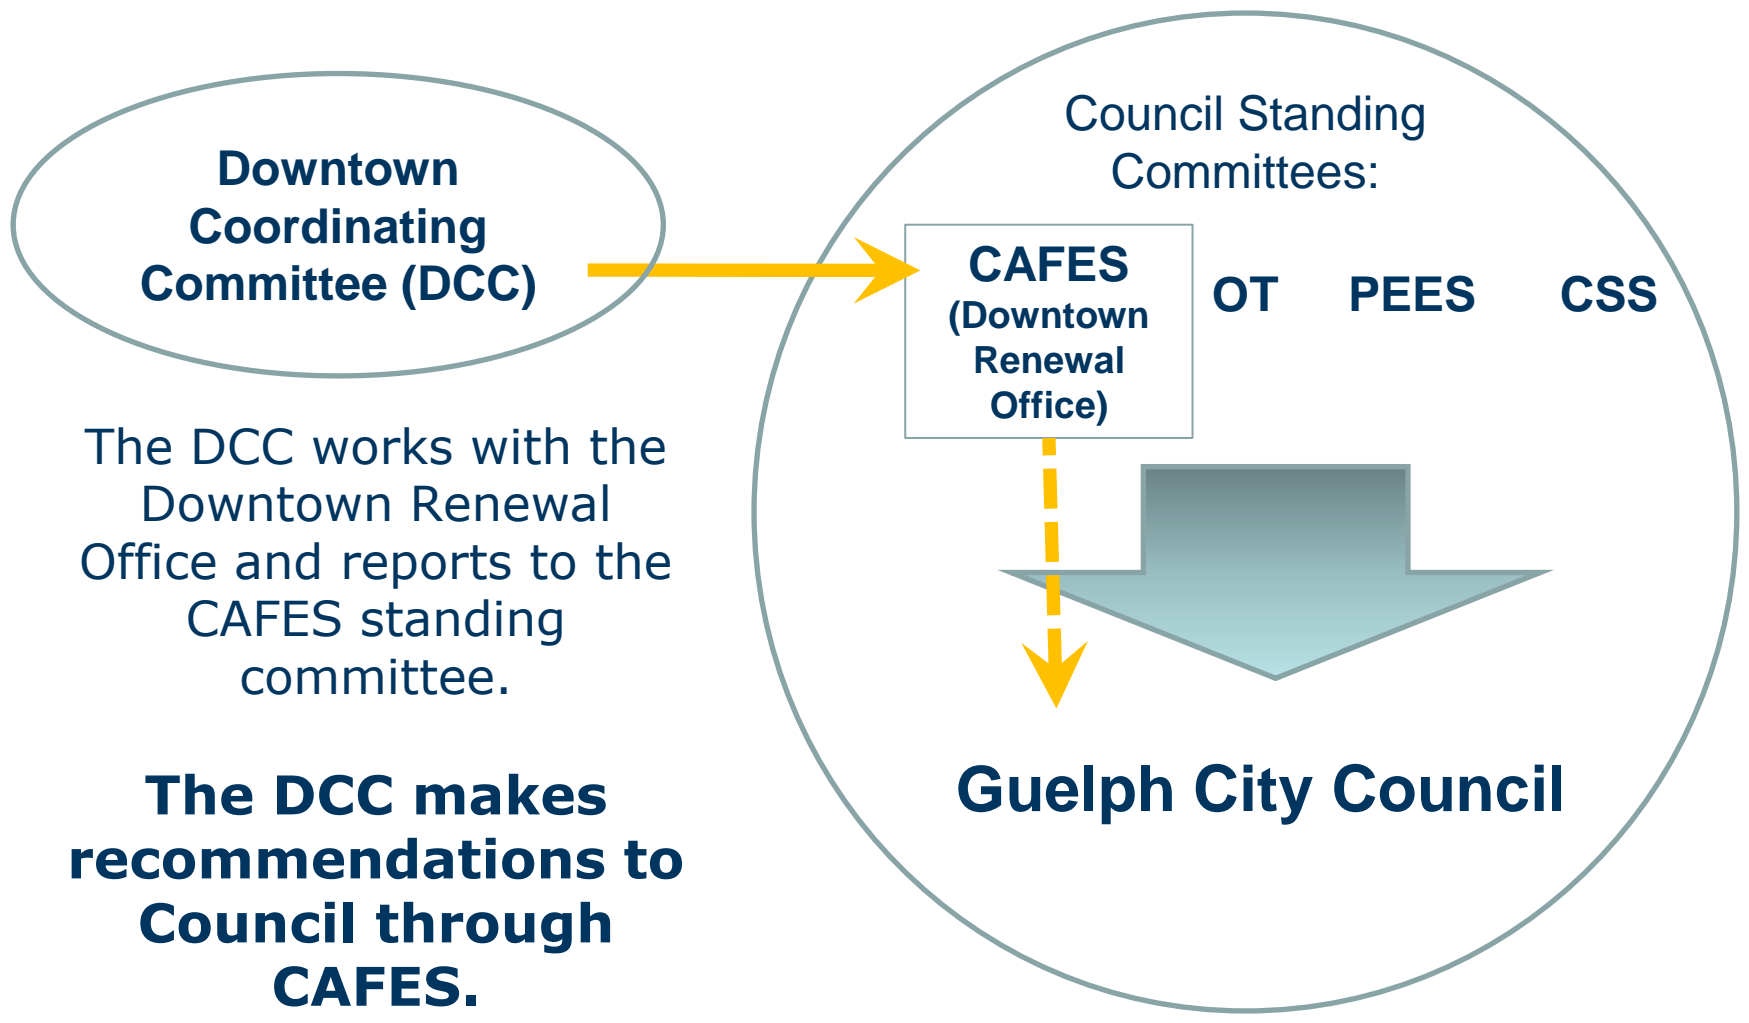 Downtown
Coordinating
Committee (DCC)
The DCC works with the
Downtown Renewal
Office and reports to the
CAFES standing
committee.
The DCC makes
recommendations to
Council through
CAFES.
Council Standing
Committees:
CAFES
(Downtown
Renewal
Office)
OT PEES CSS
Guelph City Council